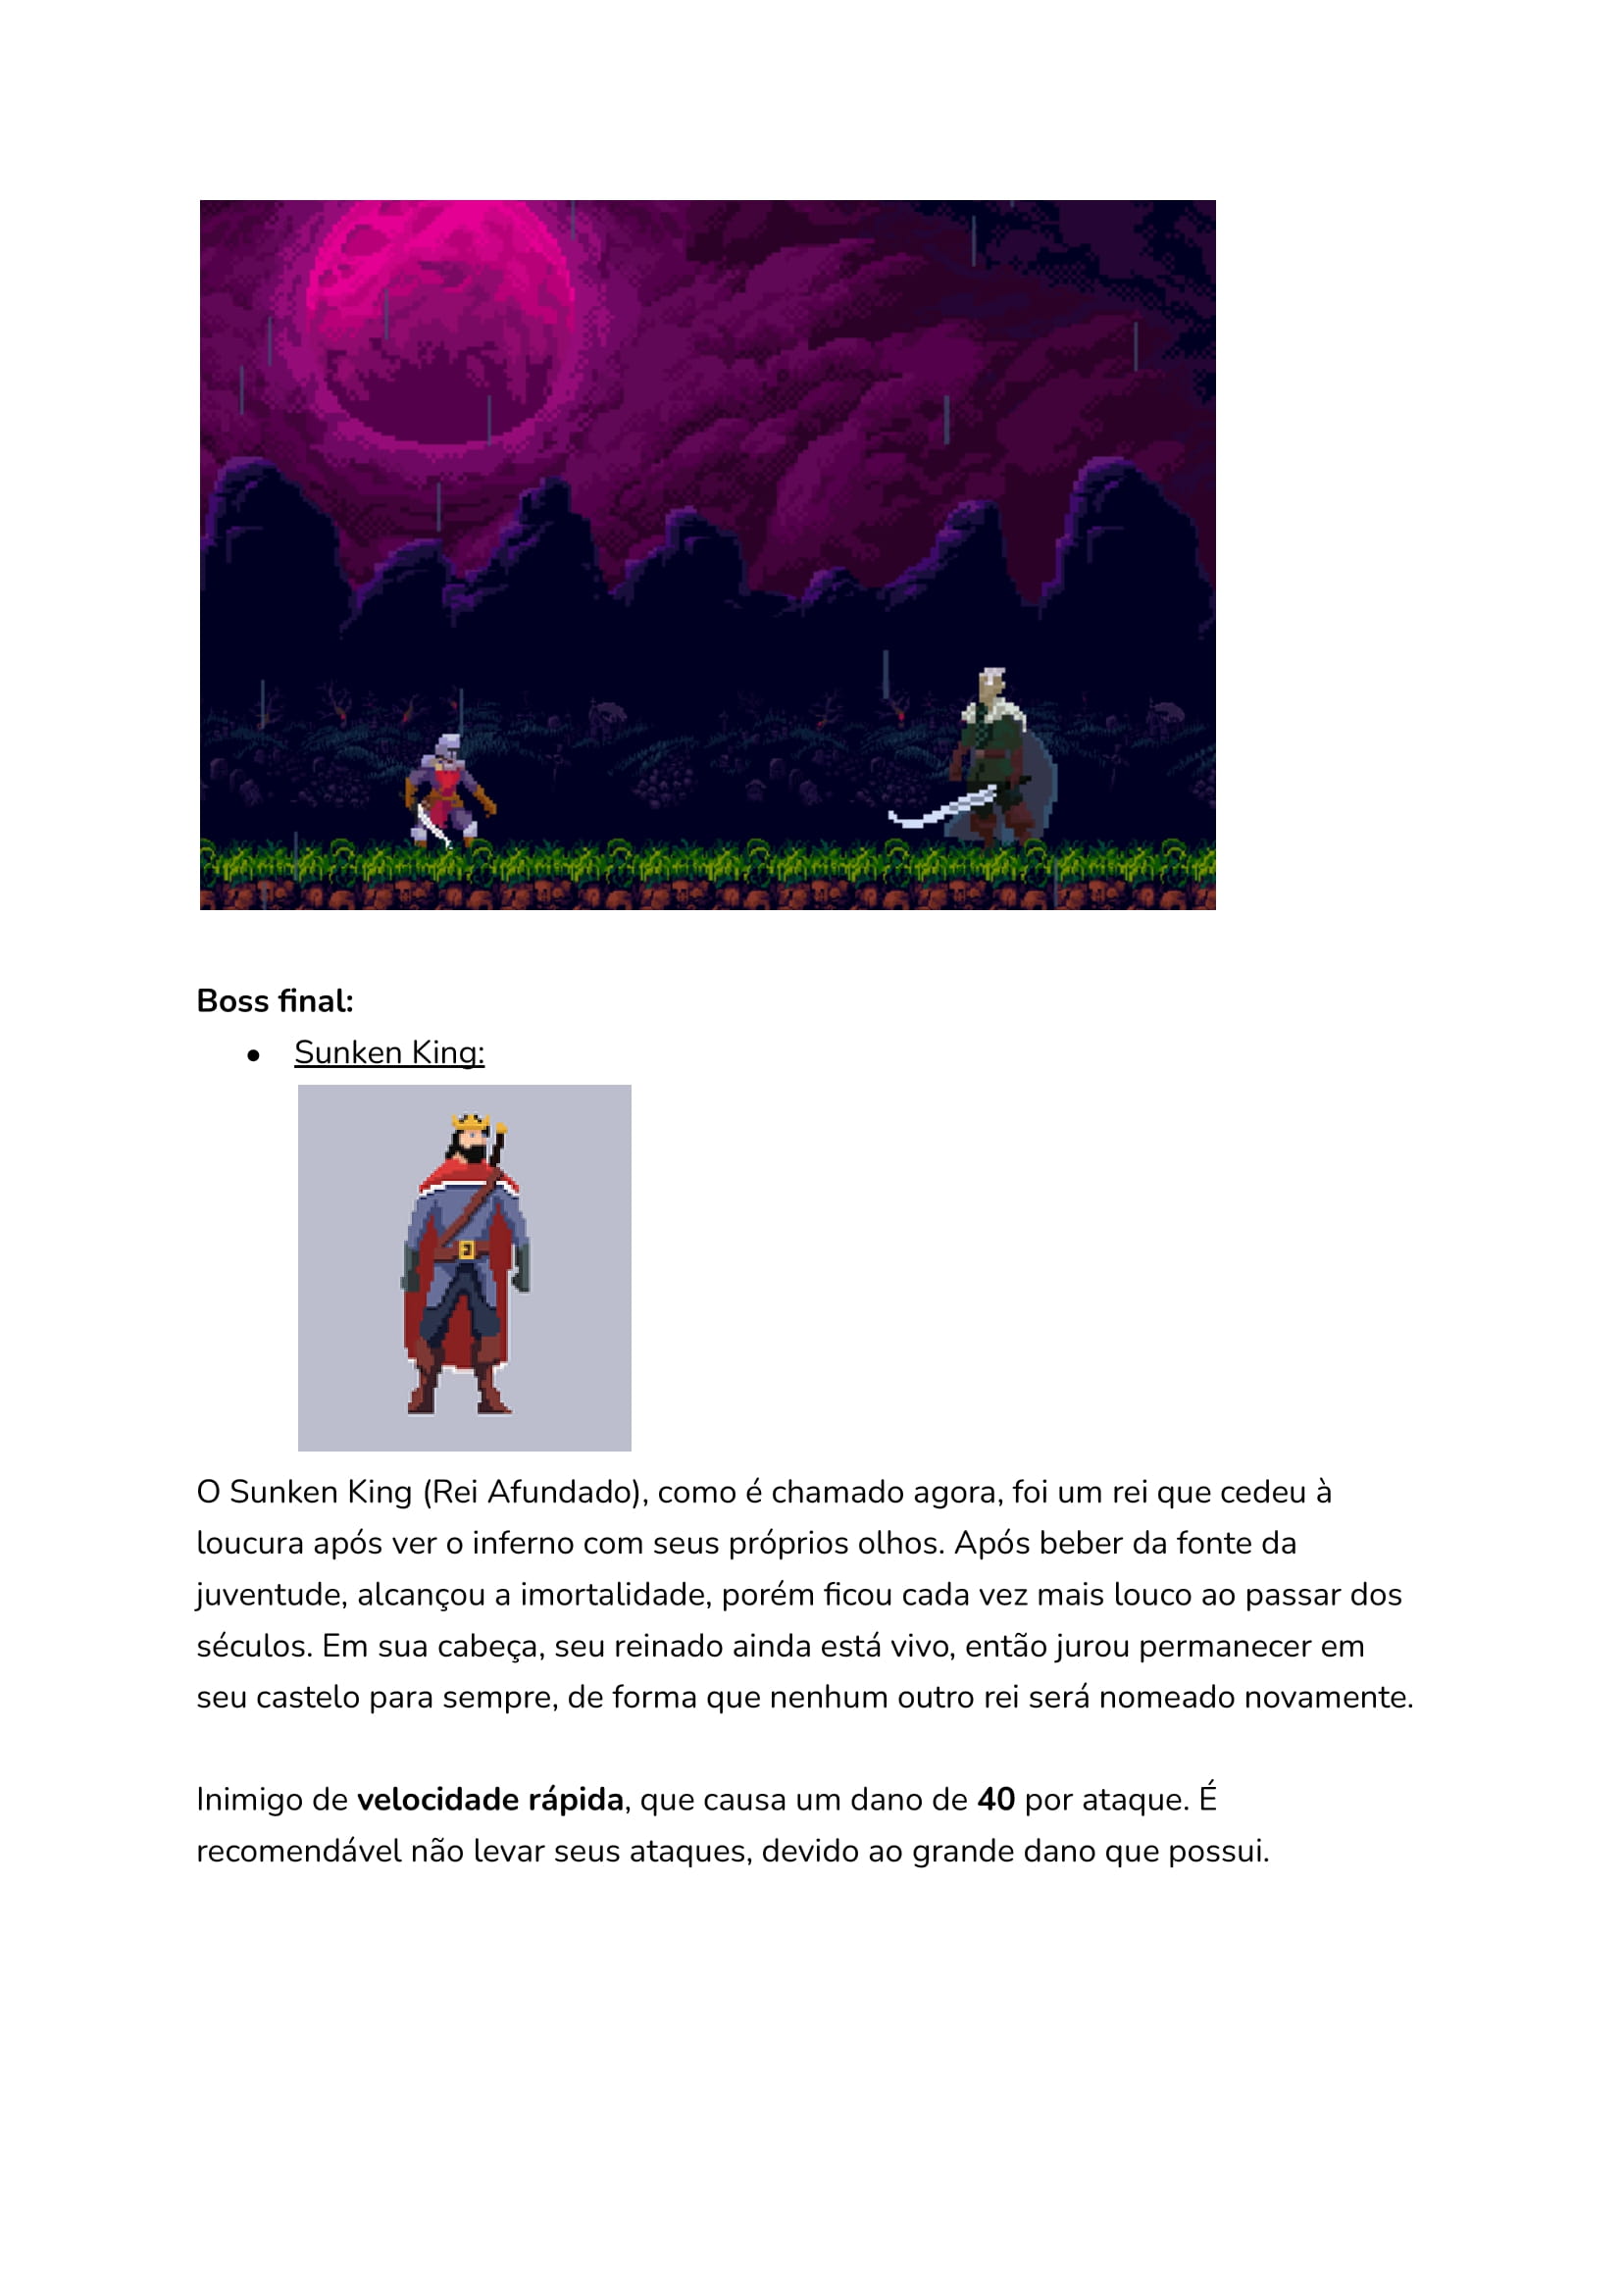 Boss final:
● Sunken King:
O Sunken King (Rei Afundado), como é chamado agora, foi um rei que cedeu à
loucura após ver o inferno com seus próprios olhos. Após beber da fonte da
juventude, alcançou a imortalidade, porém ficou cada vez mais louco ao passar dos
séculos. Em sua cabeça, seu reinado ainda está vivo, então jurou permanecer em
seu castelo para sempre, de forma que nenhum outro rei será nomeado novamente.
Inimigo de velocidade rápida, que causa um dano de 40 por ataque. É
recomendável não levar seus ataques, devido ao grande dano que possui.